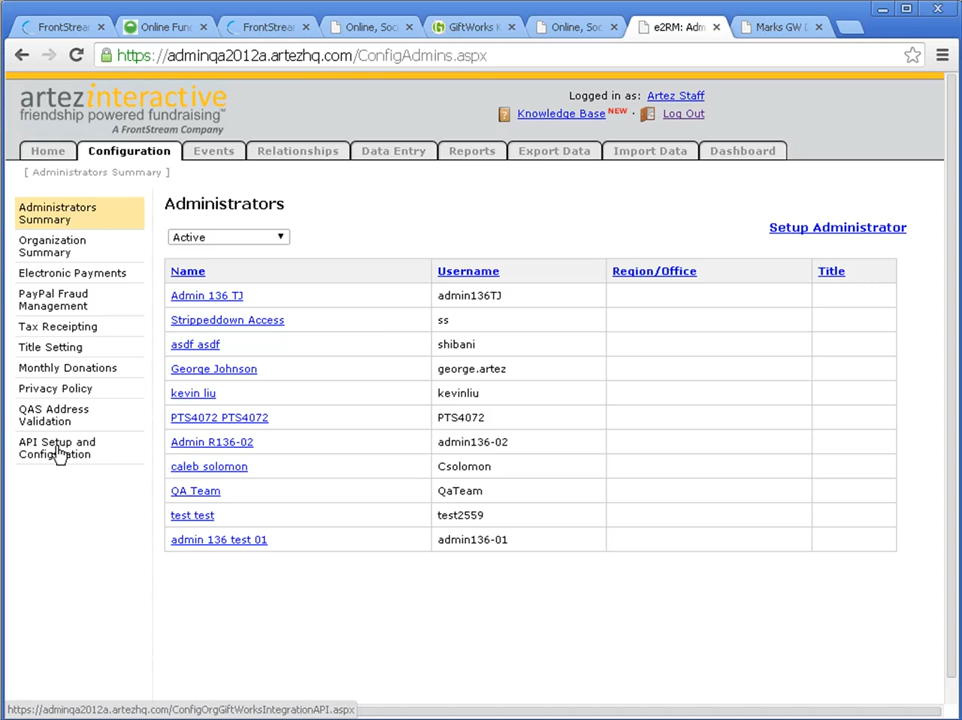 FrontStrea
Online Fun
FrontStrea
Online, Soc
GiftWorks K
Online, Soc
e2RM: Adm
Marks GW D
https://adminqa2012a.artezhq.com/ConfigAdmins.aspx
artezinteractive
friendship powered fundraising™
A FrontStream Company
Logged in as: Artez Staff
Knowledge Base NEW · Log Out
Home
Configuration
Events
Relationships
Data Entry
Reports
Export Data
Import Data
Dashboard
[ Administrators Summary ]
Administrators
Summary
Organization
Summary
Electronic Payments
PayPal Fraud
Management
Tax Receipting
Title Setting
Monthly Donations
Privacy Policy
QAS Address
Validation
API Setup and
Configuration
Administrators
Active
Setup Administrator
Name Username Region/Office Title
Admin 136 TJ admin136TJ
Strippeddown Access ss
asdf asdf shibani
George Johnson george.artez
kevin liu kevinliu
PTS4072 PTS4072 PTS4072
Admin R136-02 admin136-02
caleb solomon Csolomon
QA Team QaTeam
test test test2559
admin 136 test 01 admin136-01
https://adminqa2012a.artezhq.com/ConfigOrgGiftWorksIntegrationAPI.aspx